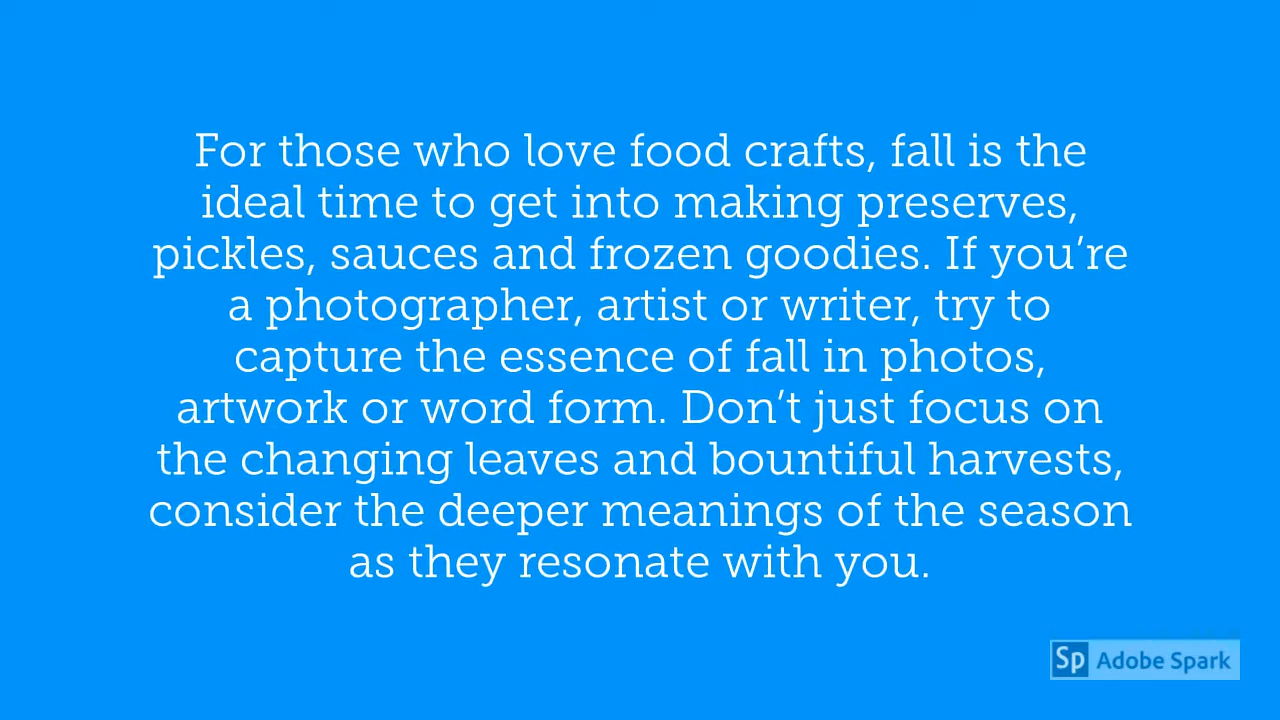 For those who love food crafts, fall is the
ideal time to get into making preserves,
pickles, sauces and frozen goodies. If you’re
a photographer, artist or writer, try to
capture the essence of fall in photos,
artwork or word form. Don’t just focus on
the changing leaves and bountiful harvests,
consider the deeper meanings of the season
as they resonate with you.
Sp Adobe Spark